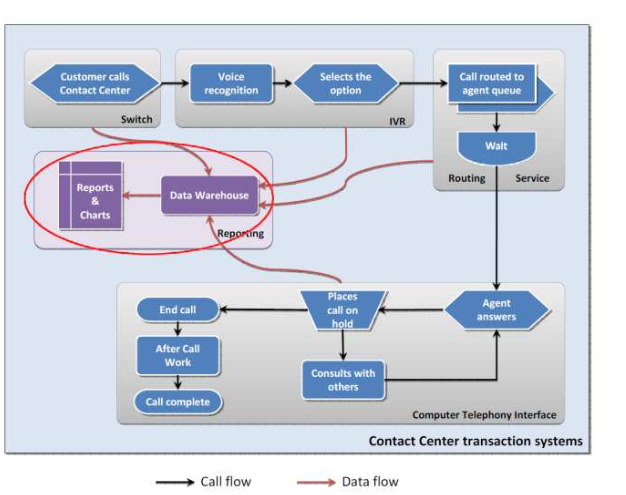 Customer calls
Contact Center
Switch
Voice
recognition
Selects the
option
IVR
Call routed to
agent queue
Wait
Routing Service
Reports
&
Charts
Data Warehouse
Reporting
Places
call on
hold
Agent
answers
End call
After Call
Work
Call complete
Consults with
others
Computer Telephony Interface
Contact Center transaction systems
Call flow
Data flow